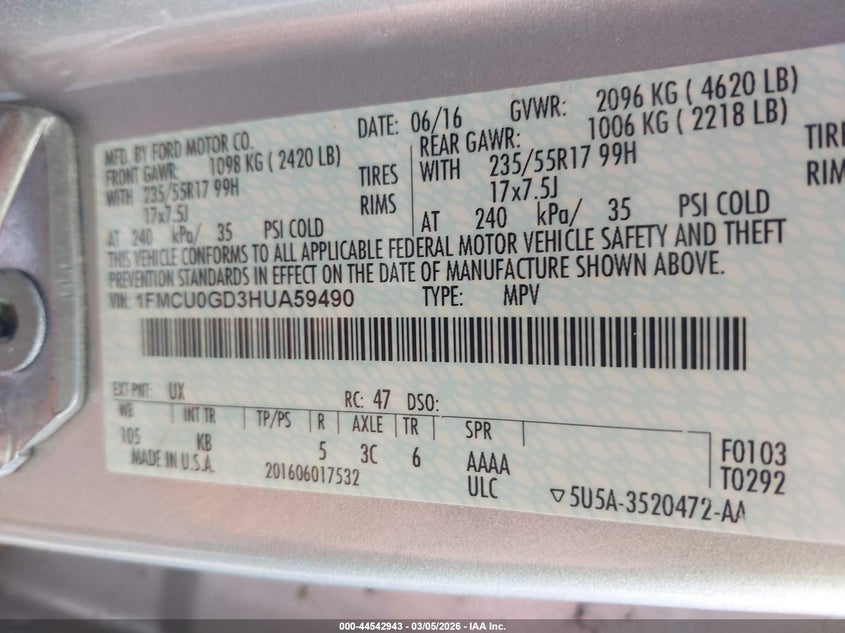 MFD. BY FORD MOTOR CO.
DATE: 06/16 GVWR: 2096 KG ( 4620 LB)
FRONT GAWR: 1098 KG ( 2420 LB)
REAR GAWR: 1006 KG ( 2218 LB)
WITH 235/55R17 99H TIRES
WITH 235/55R17 99H TIRE
17x7.5J RIMS
17x7.5J RIM
AT 240 kPa/ 35 PSI COLD
AT 240 kPa/ 35 PSI COLD
THIS VEHICLE CONFORMS TO ALL APPLICABLE FEDERAL MOTOR VEHICLE SAFETY AND THEFT
PREVENTION STANDARDS IN EFFECT ON THE DATE OF MANUFACTURE SHOWN ABOVE.
VIN: 1FMCU0GD3HUA59490 TYPE: MPV
EXT PNT: UX RC: 47 DSO:
WB INT TR TP/PS R AXLE TR SPR
105 KB 5 3C 6 AAAA F0103
MADE IN U.S.A. 201606017532 ULC T0292
5U5A-3520472-AA
000-44542943 - 03/05/2026 - IAA Inc.